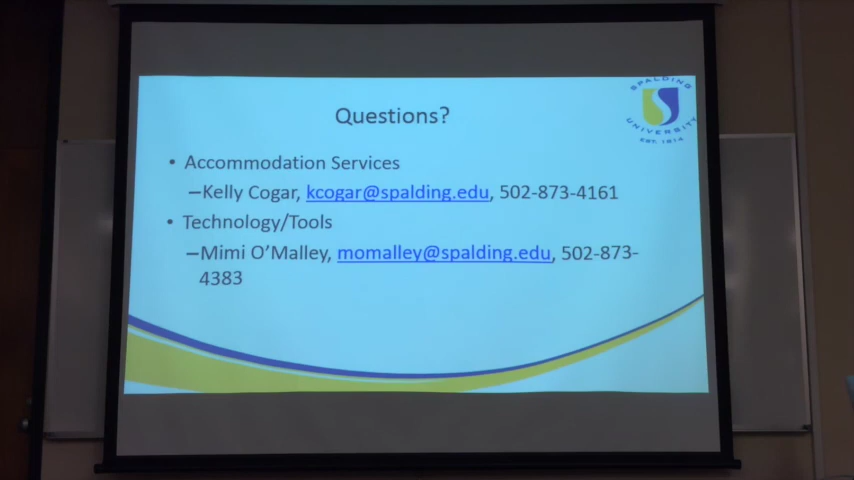 SPALDING
UNIVERSITY
EST. 1814
Questions?
• Accommodation Services
–Kelly Cogar, kcogar@spalding.edu, 502-873-4161
• Technology/Tools
–Mimi O’Malley, momalley@spalding.edu, 502-873-
4383